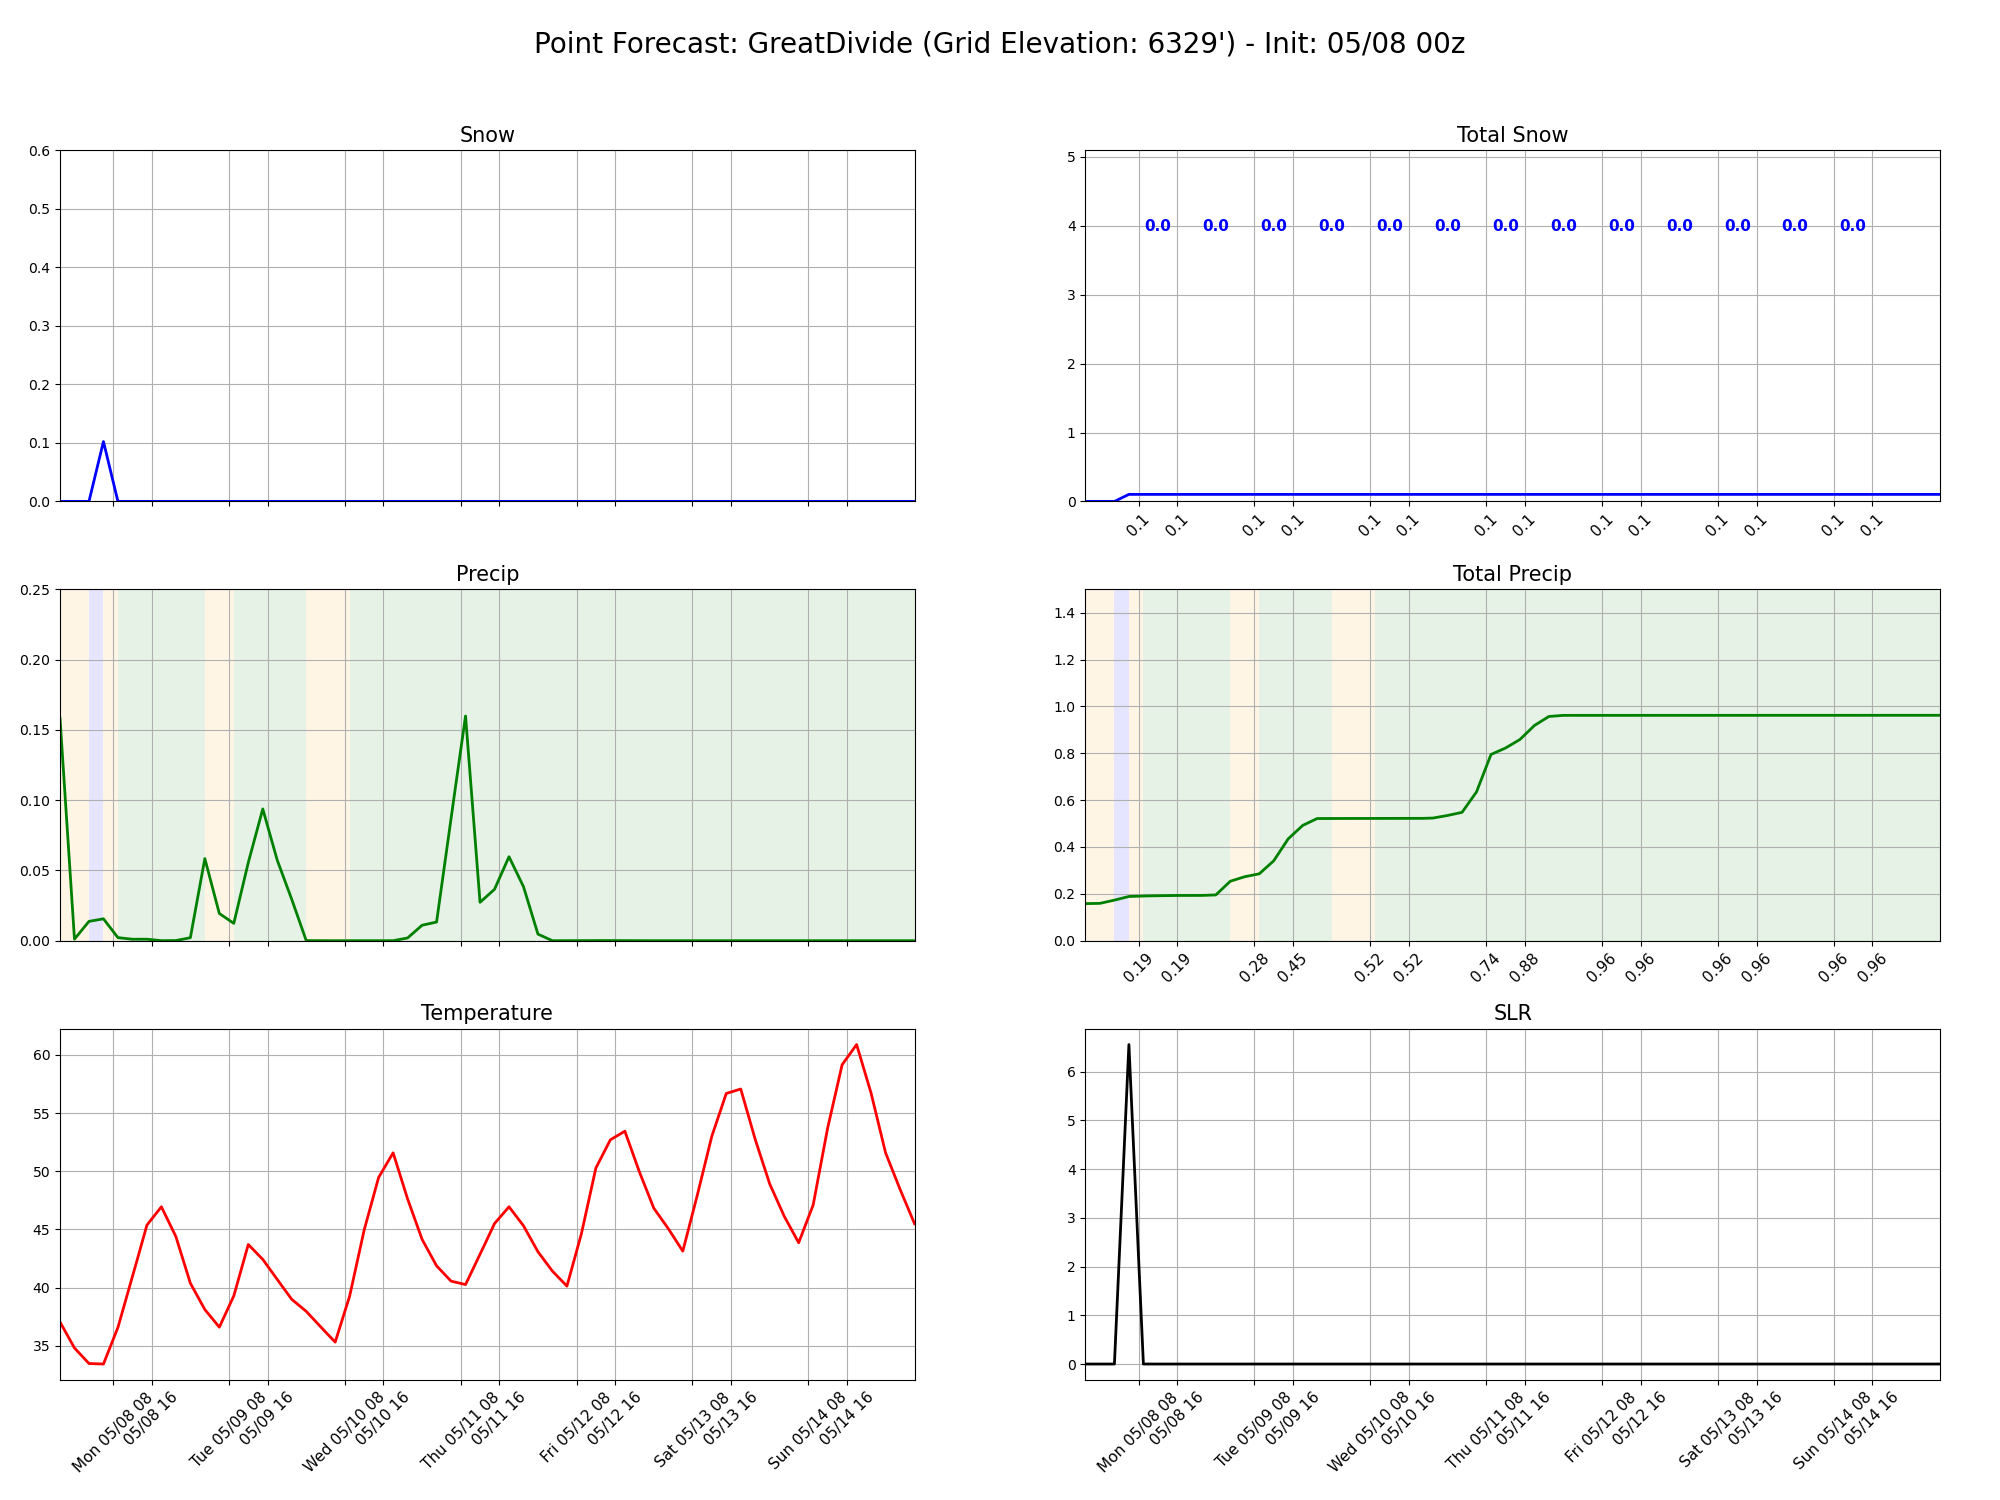 Point Forecast: GreatDivide (Grid Elevation: 6329') - Init: 05/08 00z
Snow
0.6
0.5
0.4
0.3
0.2
0.1
0.0
Total Snow
5
4
3
2
1
0
0.0 0.0 0.0 0.0 0.0 0.0 0.0 0.0 0.0 0.0 0.0 0.0 0.0
0.1 0.1 0.1 0.1 0.1 0.1 0.1 0.1 0.1 0.1 0.1 0.1 0.1 0.1
Precip
0.25
0.20
0.15
0.10
0.05
0.00
Total Precip
1.4
1.2
1.0
0.8
0.6
0.4
0.2
0.0
0.19 0.19 0.28 0.45 0.52 0.52 0.74 0.88 0.96 0.96 0.96 0.96 0.96 0.96
Temperature
60
55
50
45
40
35
Mon 05/08 08
05/08 16
Tue 05/09 08
05/09 16
Wed 05/10 08
05/10 16
Thu 05/11 08
05/11 16
Fri 05/12 08
05/12 16
Sat 05/13 08
05/13 16
Sun 05/14 08
05/14 16
SLR
6
5
4
3
2
1
0
Mon 05/08 08
05/08 16
Tue 05/09 08
05/09 16
Wed 05/10 08
05/10 16
Thu 05/11 08
05/11 16
Fri 05/12 08
05/12 16
Sat 05/13 08
05/13 16
Sun 05/14 08
05/14 16